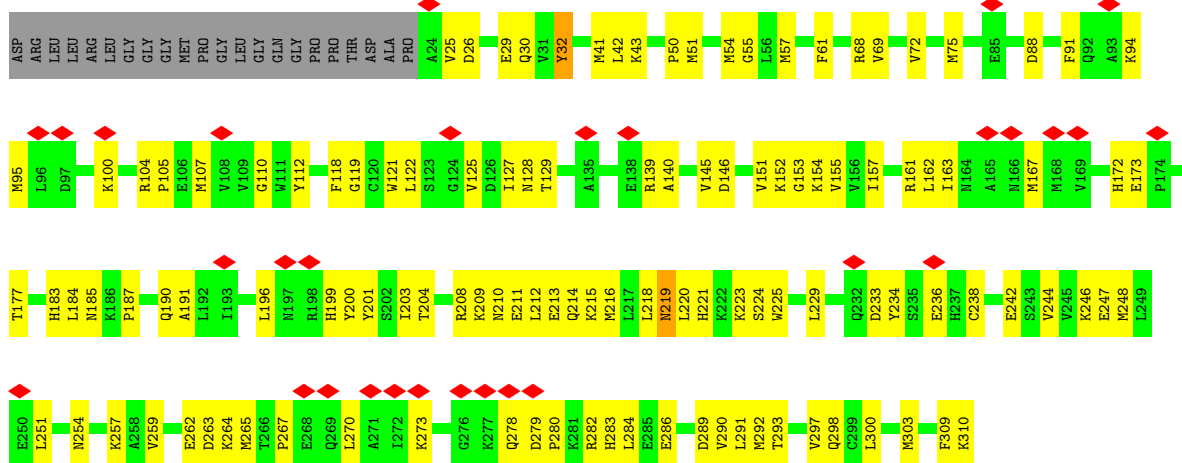 ASP ARG LEU LEU ARG LEU GLY GLY GLY MET PRO GLY LEU GLY GLN GLY PRO PRO THR ASP ALA PRO A24 V25 D26 E29 Q30 V31 Y32 M41 L42 K43 P50 M51 M54 G55 L56 M57 F61 R68 V69 V72 M75 E85 D88 F91 Q92 A93 K94
M95 L96 D97 K100 R104 P105 E106 M107 V108 V109 G110 W111 Y112 F118 G119 C120 W121 L122 S123 G124 V125 D126 I127 N128 T129 A135 E138 R139 A140 V145 D146 V151 K152 G153 K154 V155 V156 I157 R161 L162 I163 N164 A165 N166 M167 M168 V169 H172 E173 P174
T177 H183 L184 N185 K186 P187 Q190 A191 L192 I193 L196 N197 R198 H199 Y200 Y201 S202 I203 T204 R208 K209 N210 E211 L212 E213 Q214 K215 M216 L217 L218 N219 L220 H221 K222 K223 S224 W225 L229 Q232 D233 Y234 S235 E236 H237 C238 E242 S243 V244 V245 K246 E247 M248 L249
E250 L251 N254 K257 A258 V259 E262 D263 K264 M265 T266 P267 E268 Q269 L270 A271 I272 K273 G276 K277 Q278 D279 P280 K281 R282 H283 L284 E285 E286 D289 V290 L291 M292 T293 V297 Q298 C299 L300 M303 F309 K310